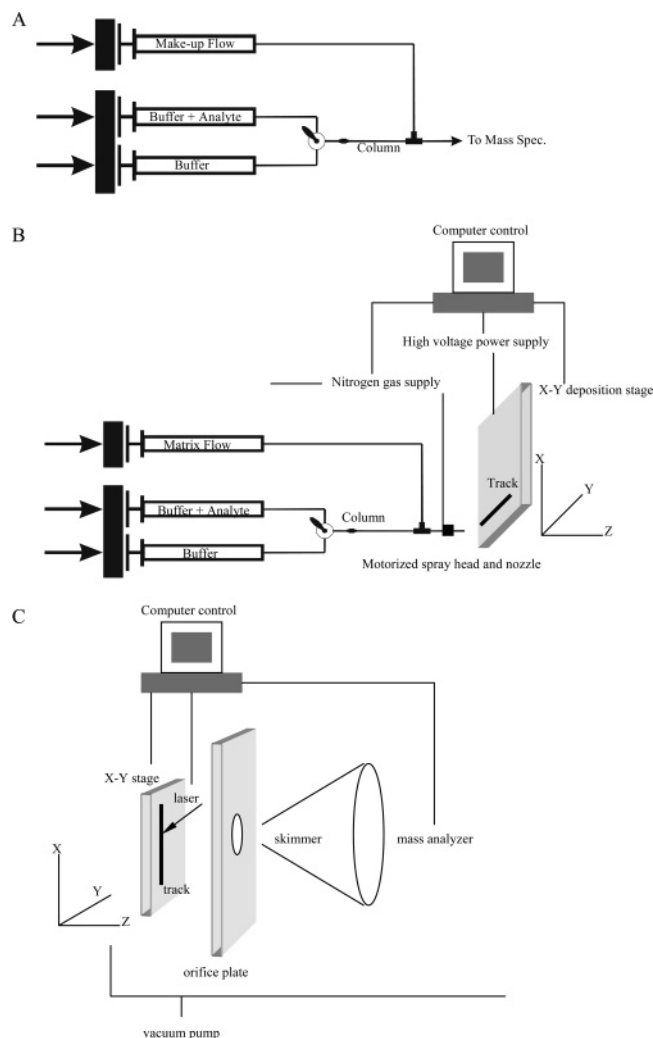 A
Make-up Flow
Buffer + Analyte
Column
To Mass Spec.
Buffer
B
Computer control
High voltage power supply
Nitrogen gas supply
X-Y deposition stage
Matrix Flow
X
Track
Y
Buffer + Analyte
Column
Z
Buffer
Motorized spray head and nozzle
C
Computer control
X-Y stage
laser
X
skimmer
mass analyzer
Y
track
Z
orifice plate
vacuum pump